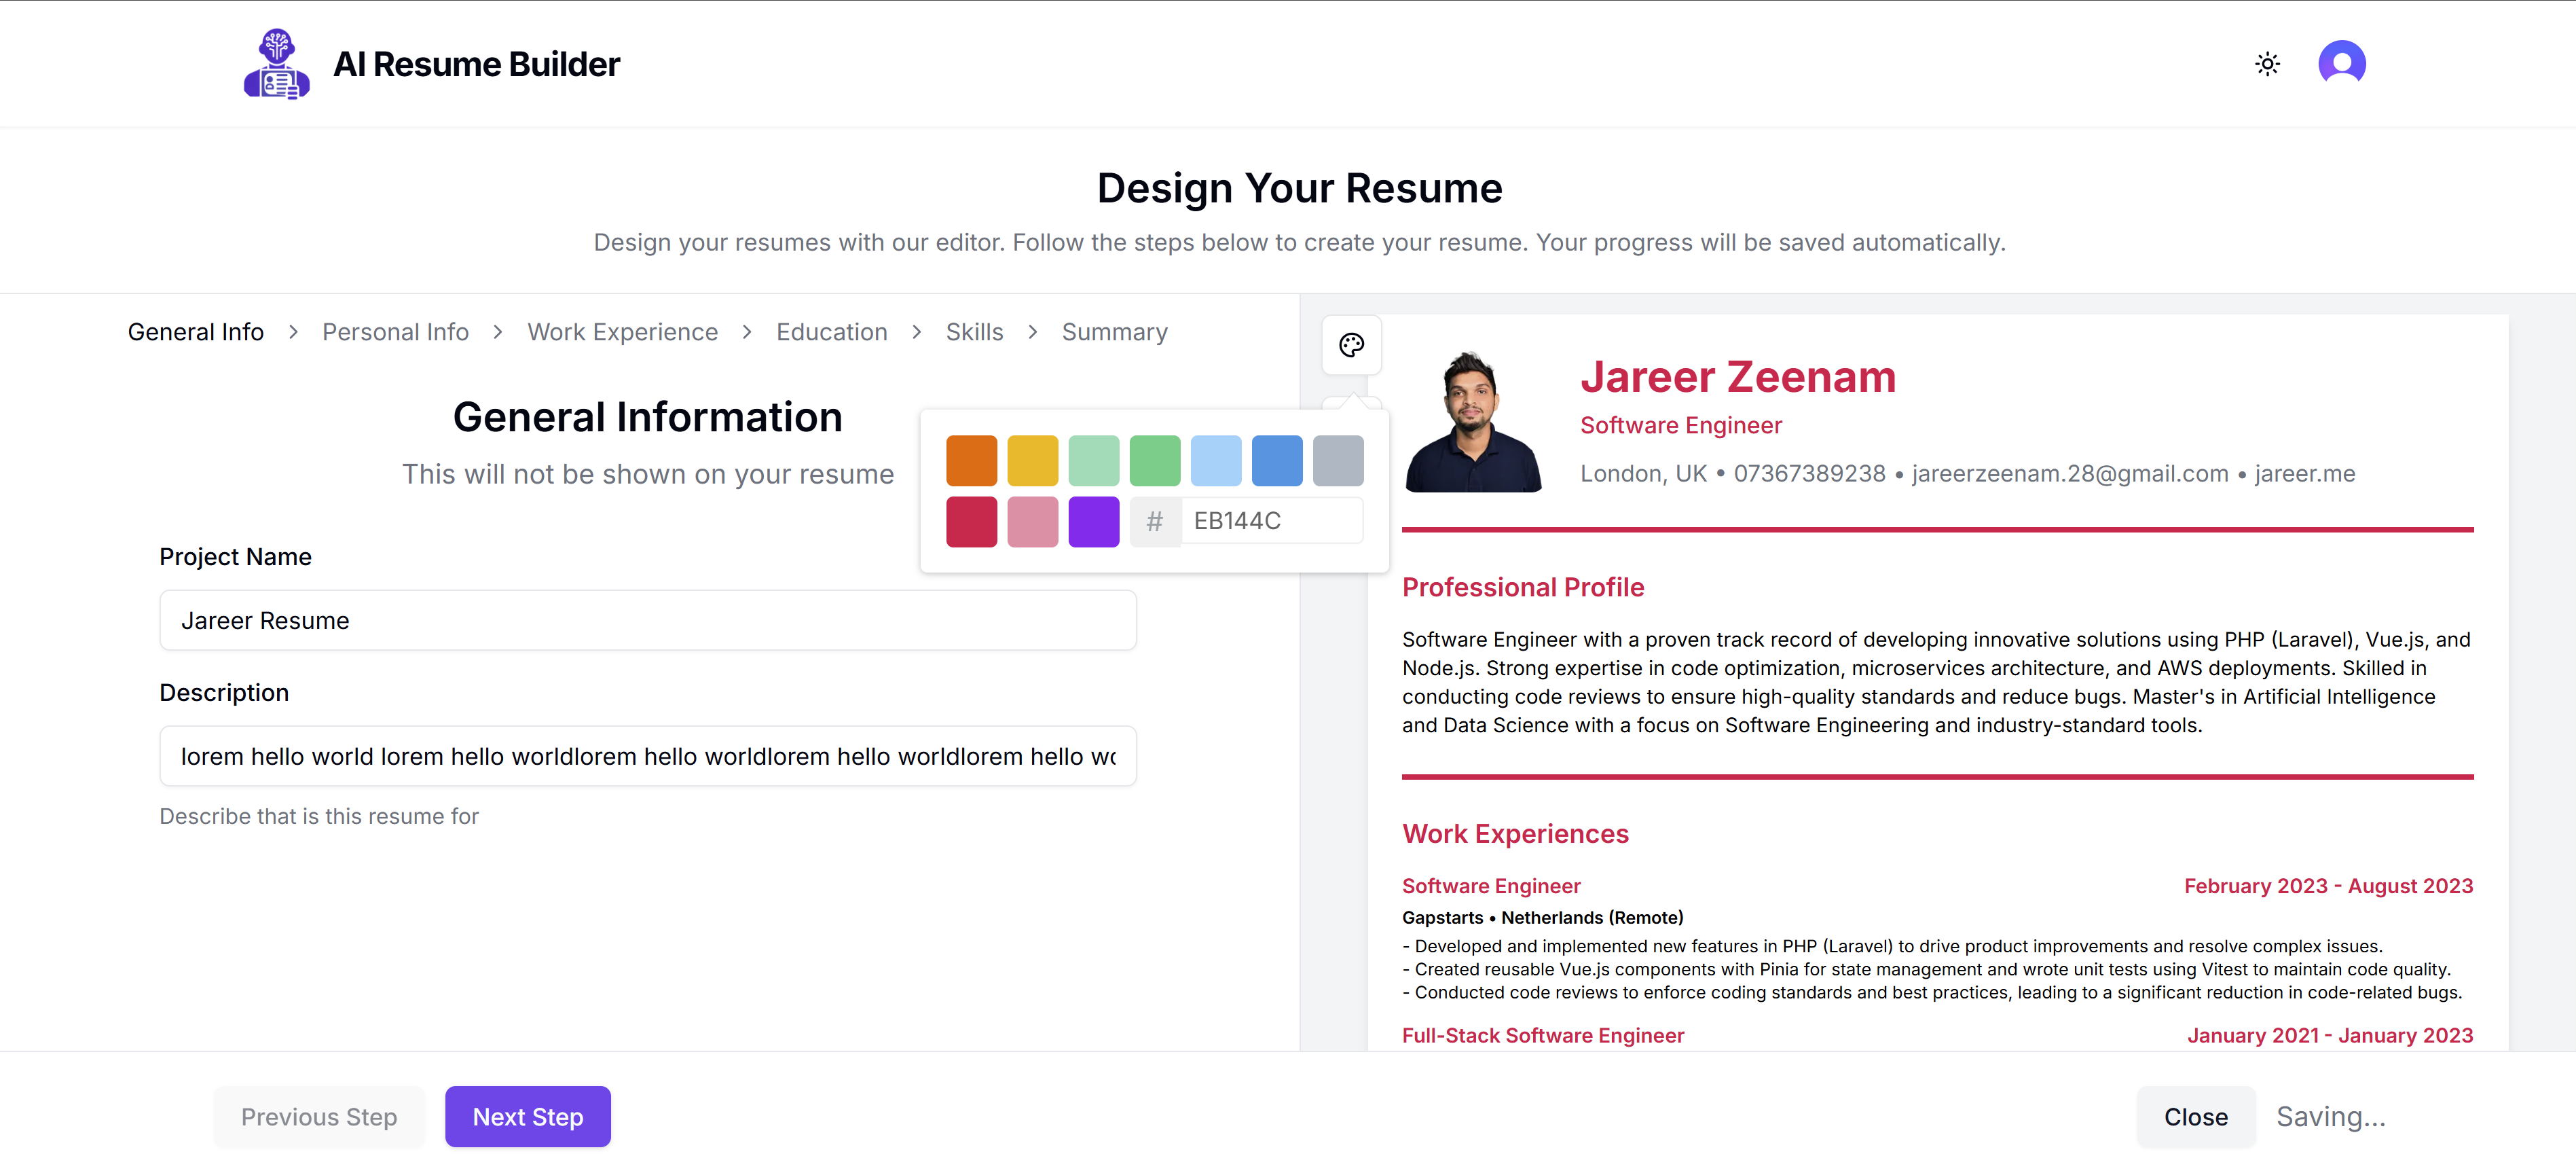 AI Resume Builder
Design Your Resume
Design your resumes with our editor. Follow the steps below to create your resume. Your progress will be saved automatically.
General Info > Personal Info > Work Experience > Education > Skills > Summary
General Information
This will not be shown on your resume
Project Name
Jareer Resume
Description
lorem hello world lorem hello worldlorem hello worldlorem hello worldlorem hello wo
Describe that is this resume for
# EB144C
Jareer Zeenam
Software Engineer
London, UK • 07367389238 • jareerzeenam.28@gmail.com • jareer.me
Professional Profile
Software Engineer with a proven track record of developing innovative solutions using PHP (Laravel), Vue.js, and
Node.js. Strong expertise in code optimization, microservices architecture, and AWS deployments. Skilled in
conducting code reviews to ensure high-quality standards and reduce bugs. Master's in Artificial Intelligence
and Data Science with a focus on Software Engineering and industry-standard tools.
Work Experiences
Software Engineer February 2023 - August 2023
Gapstarts • Netherlands (Remote)
- Developed and implemented new features in PHP (Laravel) to drive product improvements and resolve complex issues.
- Created reusable Vue.js components with Pinia for state management and wrote unit tests using Vitest to maintain code quality.
- Conducted code reviews to enforce coding standards and best practices, leading to a significant reduction in code-related bugs.
Full-Stack Software Engineer January 2021 - January 2023
Previous Step
Next Step
Close
Saving...